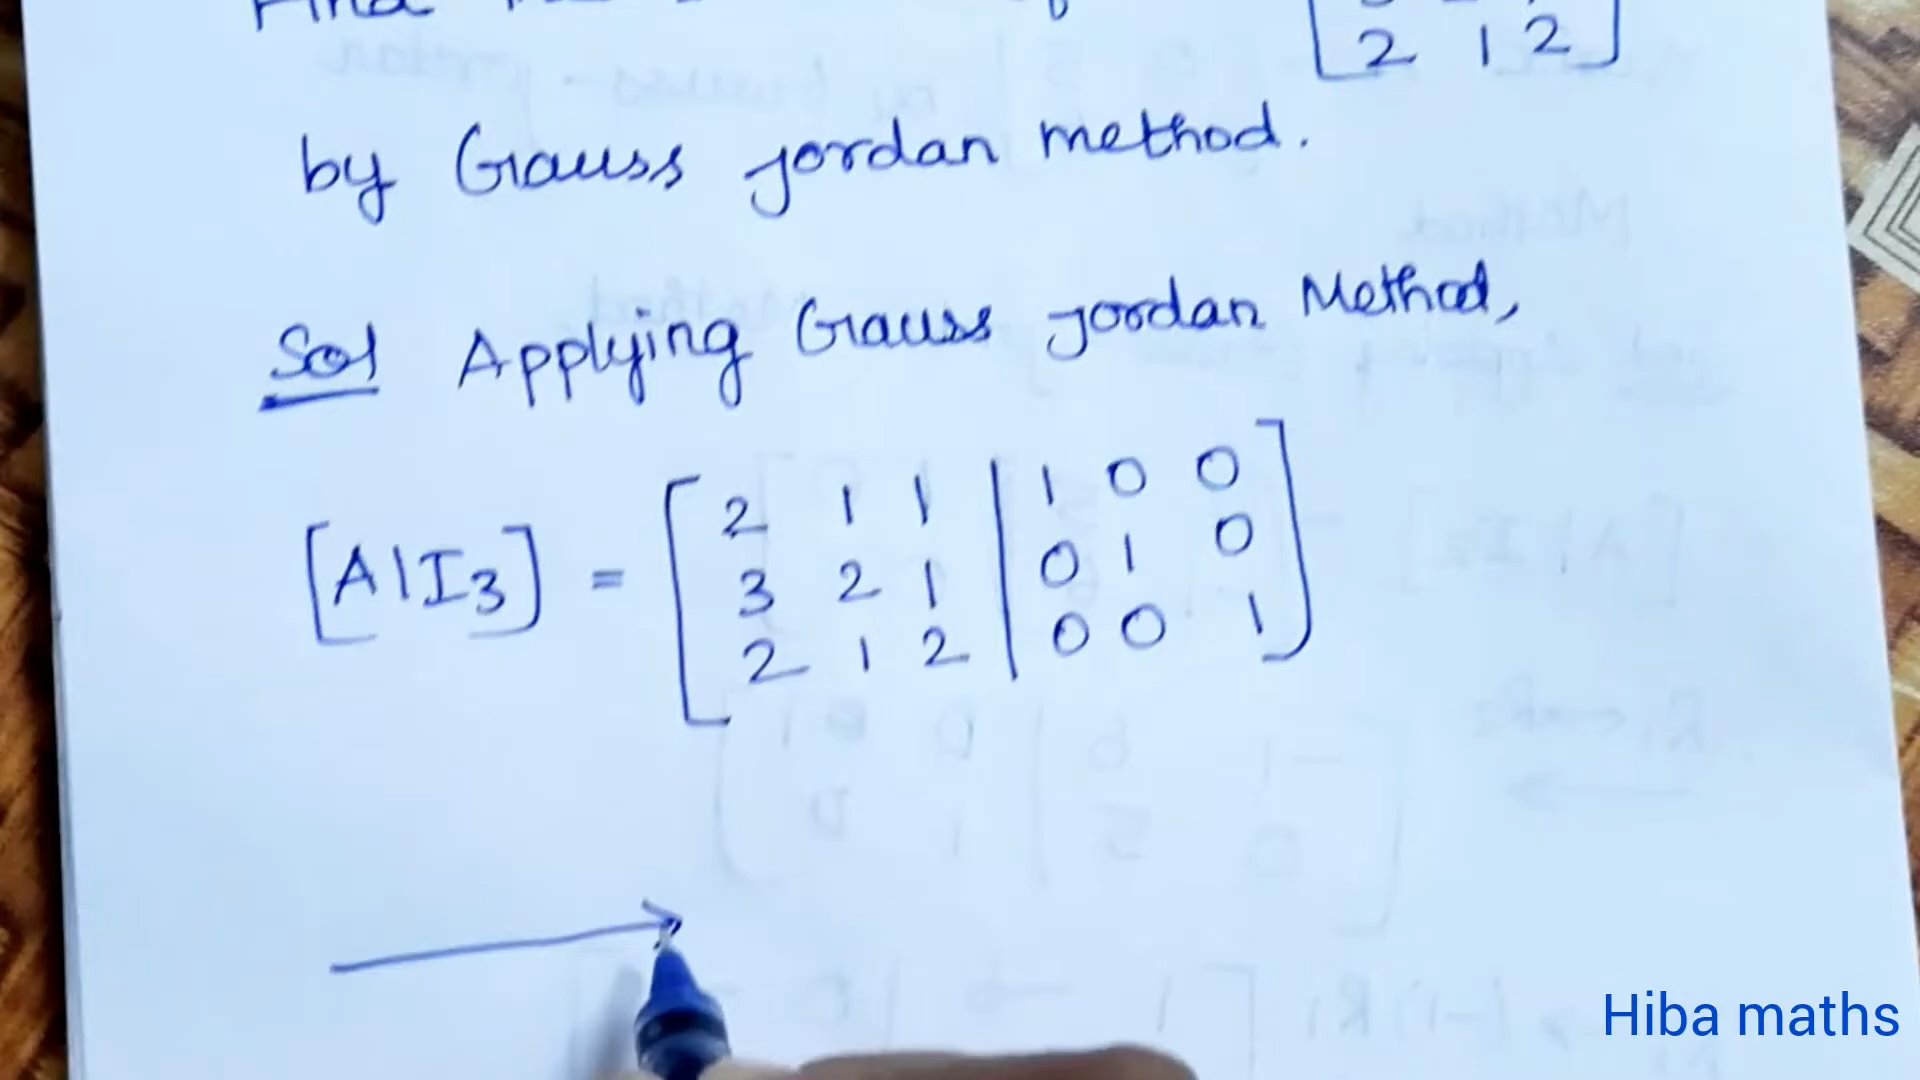 Find
2 1 2
by Gauss jordan method.
Sol Applying Gauss jordan Method,
[A|I3] = [2 1 1 | 1 0 0
3 2 1 | 0 1 0
2 1 2 | 0 0 1]
Hiba maths